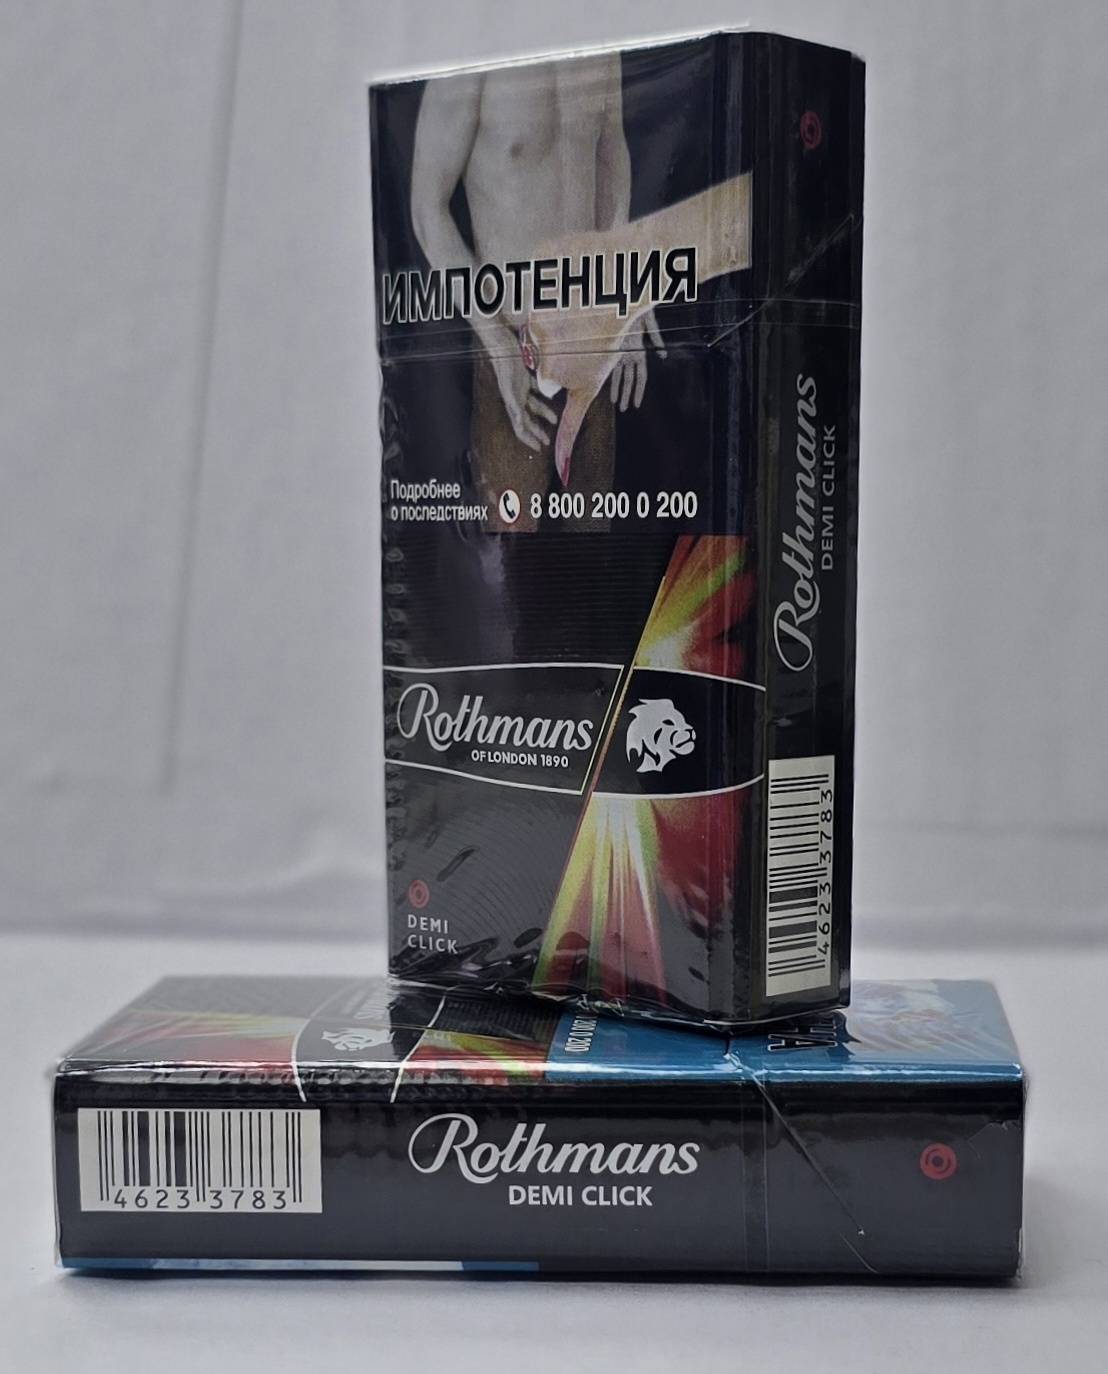 ИМПОТЕНЦИЯ
Подробнее
о последствиях
8 800 200 0 200
Rothmans
OF LONDON 1890
DEMI
CLICK
Rothmans
DEMI CLICK
4623 3783
Rothmans
DEMI CLICK
4623 3783